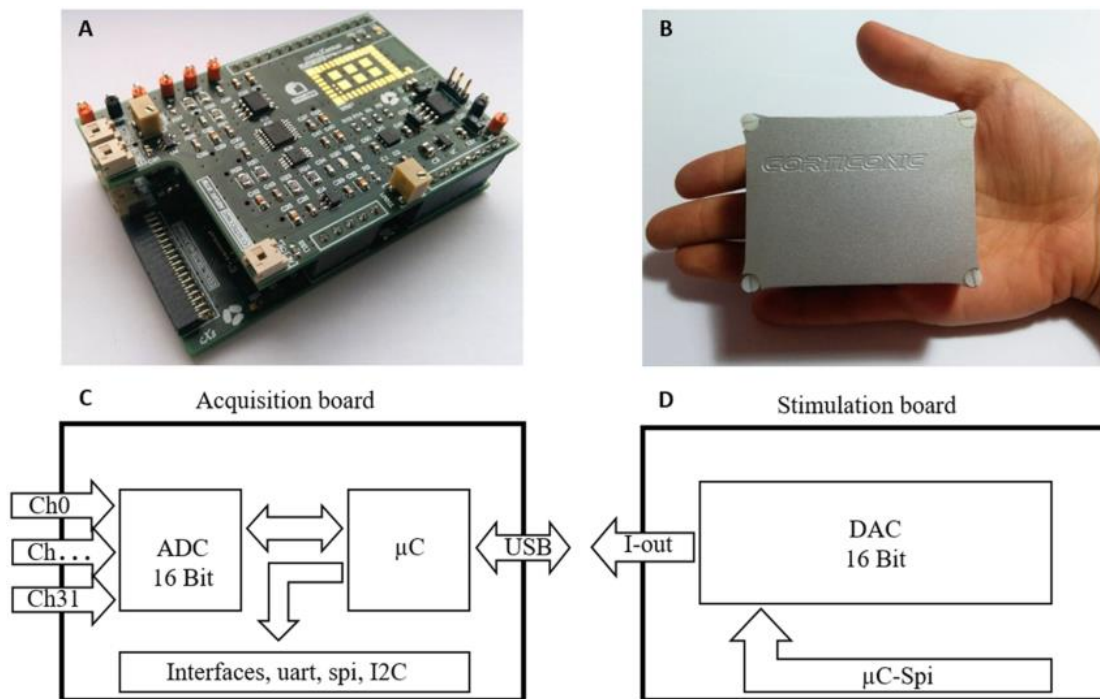 A
B
CORTICONIC
C
Acquisition board
D
Stimulation board
Ch0
Ch...
Ch31
ADC
16 Bit
µC
USB
I-out
DAC
16 Bit
Interfaces, uart, spi, I2C
µC-Spi